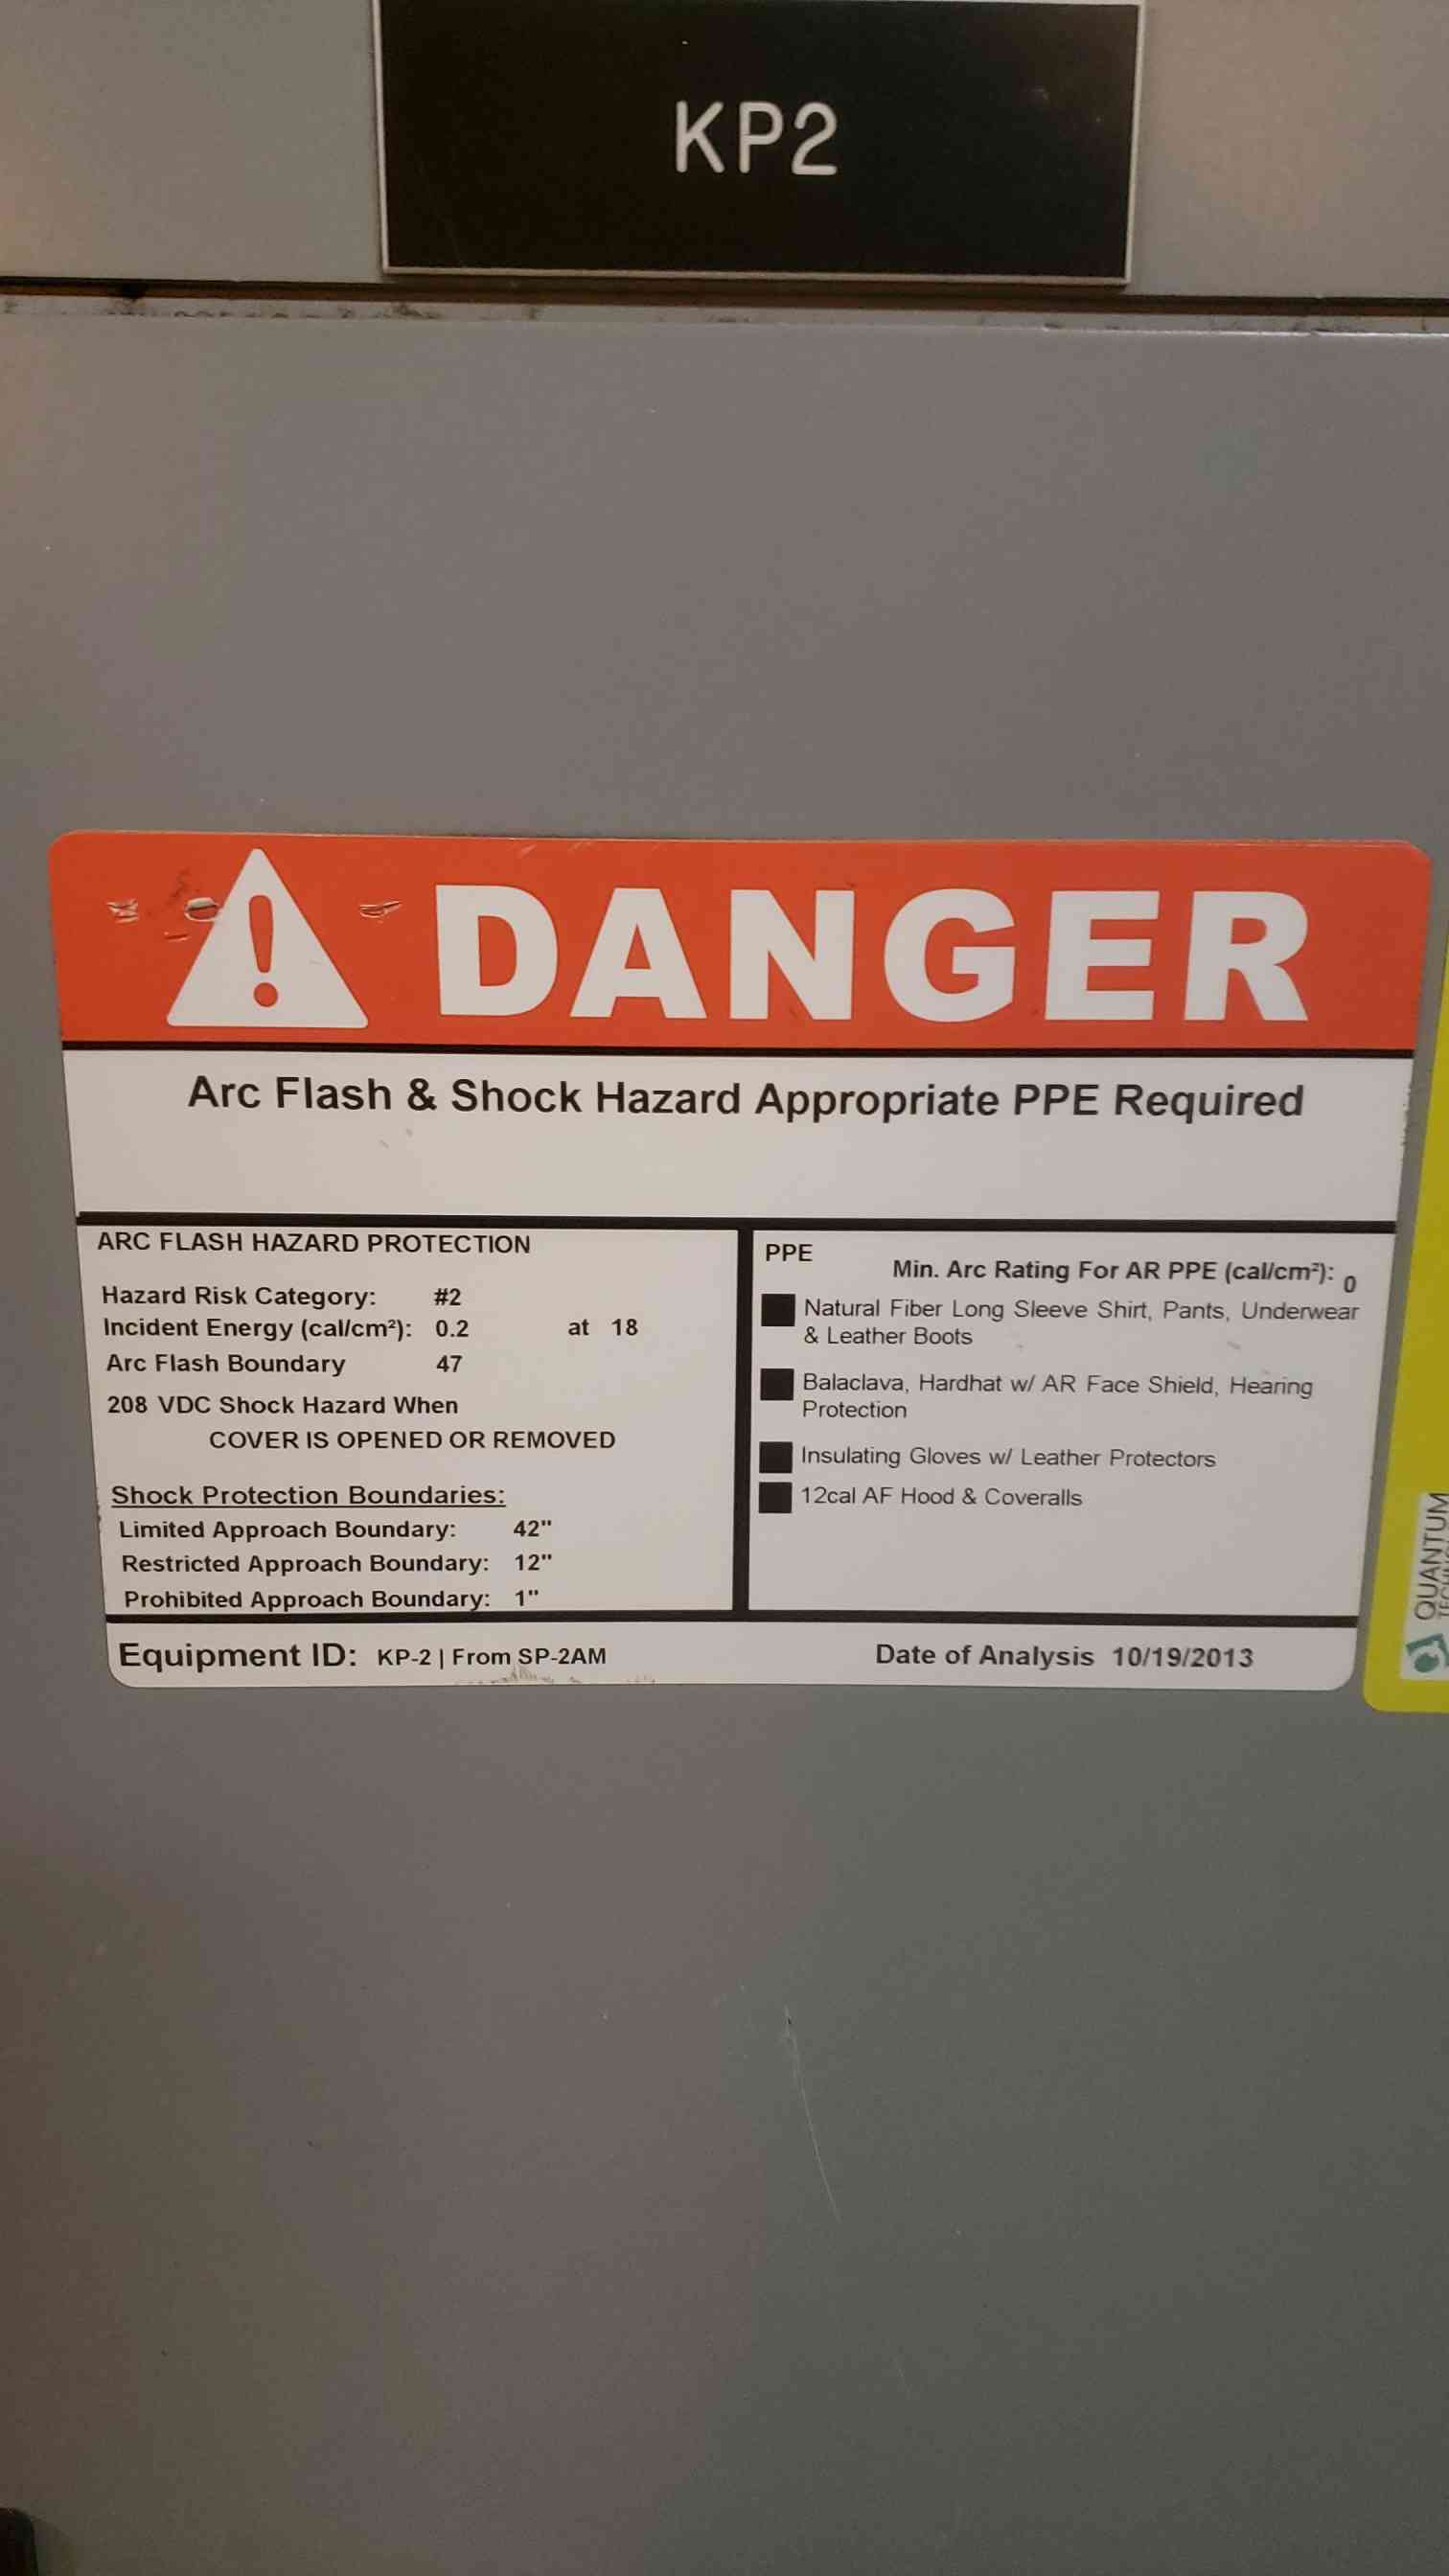 KP2
DANGER
Arc Flash & Shock Hazard Appropriate PPE Required
ARC FLASH HAZARD PROTECTION
Hazard Risk Category: #2
Incident Energy (cal/cm²): 0.2 at 18
Arc Flash Boundary 47
208 VDC Shock Hazard When
COVER IS OPENED OR REMOVED
Shock Protection Boundaries:
Limited Approach Boundary: 42"
Restricted Approach Boundary: 12"
Prohibited Approach Boundary: 1"
PPE
Min. Arc Rating For AR PPE (cal/cm²): 0
Natural Fiber Long Sleeve Shirt, Pants, Underwear
& Leather Boots
Balaclava, Hardhat w/ AR Face Shield, Hearing
Protection
Insulating Gloves w/ Leather Protectors
12cal AF Hood & Coveralls
Equipment ID: KP-2 | From SP-2AM
Date of Analysis 10/19/2013
QUANTUM